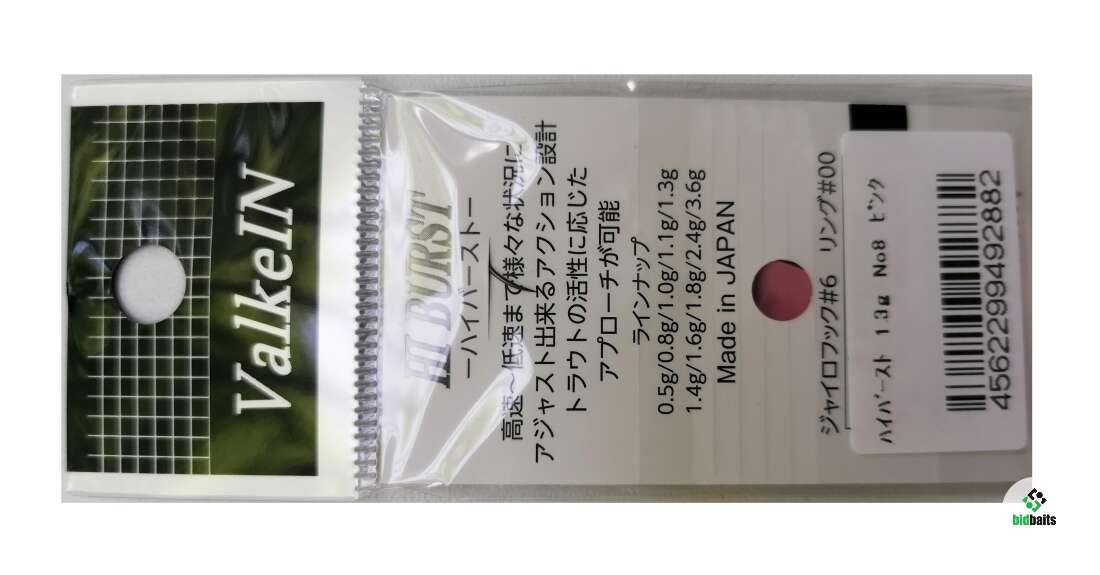 ValkeIN
HI BURST
ーハイバーストー
高速～低速まで様々な状況に
アジャスト出来るアクション設計
トラウトの活性に応じた
アプローチが可能
ラインナップ
0.5g/0.8g/1.0g/1.1g/1.3g
1.4g/1.6g/1.8g/2.4g/3.6g
Made in JAPAN
ジャイロフック#6 リング#00
ハイバースト 1.3g No8 ピンク
4562299492882
bidbaits